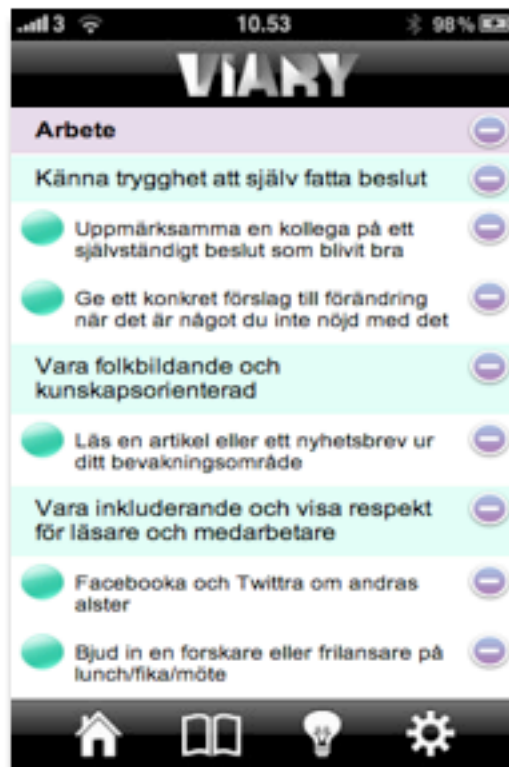 3 10.53 98%
VIARY
Arbete
Känna trygghet att själv fatta beslut
Uppmärksamma en kollega på ett
självständigt beslut som blivit bra
Ge ett konkret förslag till förändring
när det är något du inte nöjd med det
Vara folkbildande och
kunskapsorienterad
Läs en artikel eller ett nyhetsbrev ur
ditt bevakningsområde
Vara inkluderande och visa respekt
för läsare och medarbetare
Facebooka och Twittra om andras
alster
Bjud in en forskare eller frilansare på
lunch/fika/möte